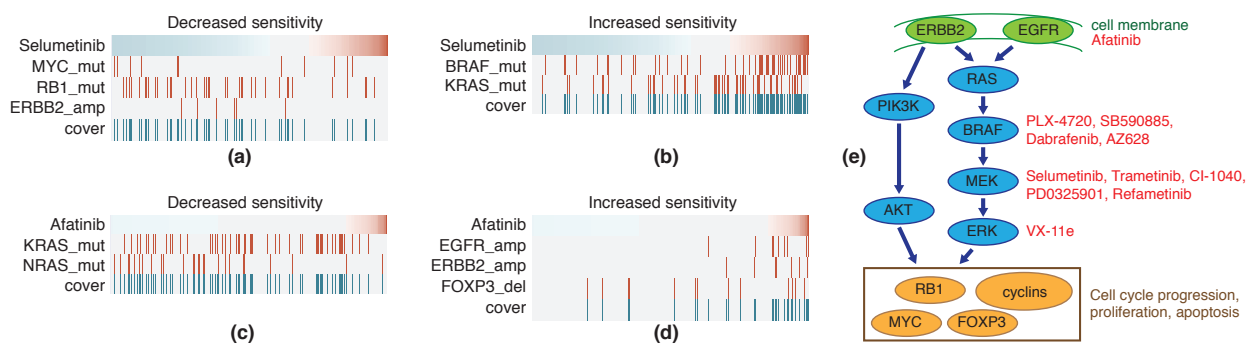 Decreased sensitivity
Selumetinib
MYC_mut
RB1_mut
ERBB2_amp
cover
(a)
Increased sensitivity
Selumetinib
BRAF_mut
KRAS_mut
cover
(b)
Decreased sensitivity
Afatinib
KRAS_mut
NRAS_mut
cover
(c)
Increased sensitivity
Afatinib
EGFR_amp
ERBB2_amp
FOXP3_del
cover
(d)
(e)
ERBB2
EGFR
cell membrane
Afatinib
RAS
PIK3K
BRAF
PLX-4720, SB590885,
Dabrafenib, AZ628
MEK
Selumetinib, Trametinib, CI-1040,
PD0325901, Refametinib
AKT
ERK
VX-11e
RB1
cyclins
MYC
FOXP3
Cell cycle progression,
proliferation, apoptosis